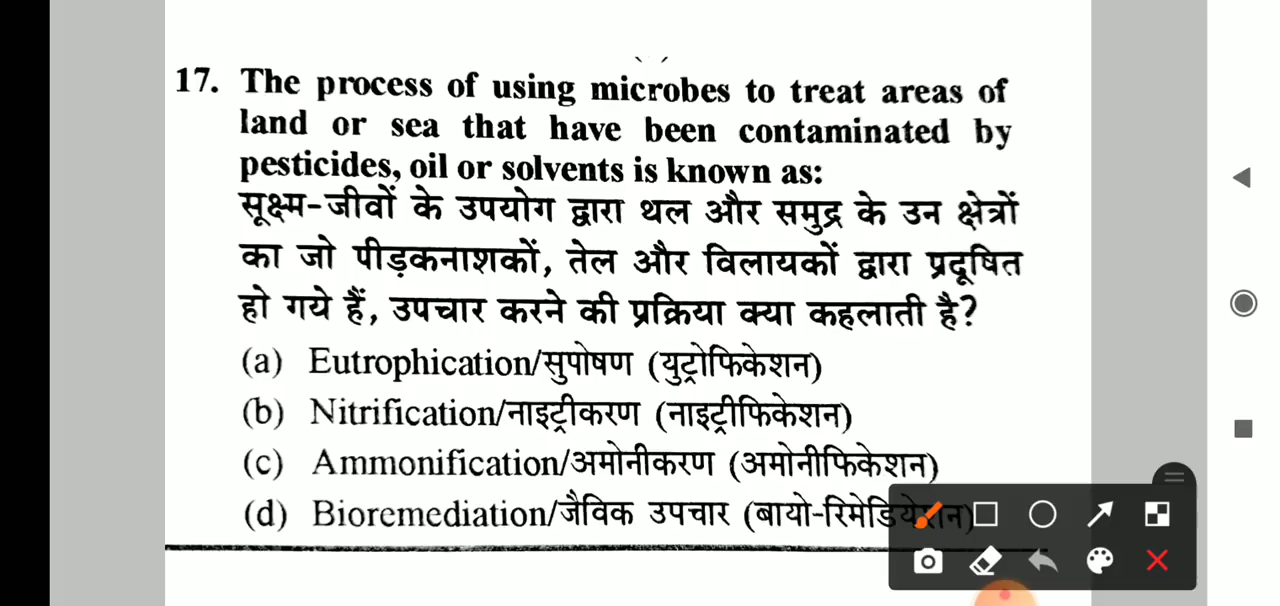 17. The process of using microbes to treat areas of
land or sea that have been contaminated by
pesticides, oil or solvents is known as:
सूक्ष्म-जीवों के उपयोग द्वारा थल और समुद्र के उन क्षेत्रों
का जो पीड़कनाशकों, तेल और विलायकों द्वारा प्रदूषित
हो गये हैं, उपचार करने की प्रक्रिया क्या कहलाती है?
(a) Eutrophication/सुपोषण (युट्रोफिकेशन)
(b) Nitrification/नाइट्रीकरण (नाइट्रीफिकेशन)
(c) Ammonification/अमोनीकरण (अमोनीफिकेशन)
(d) Bioremediation/जैविक उपचार (बायो-रिमेडियेशन)